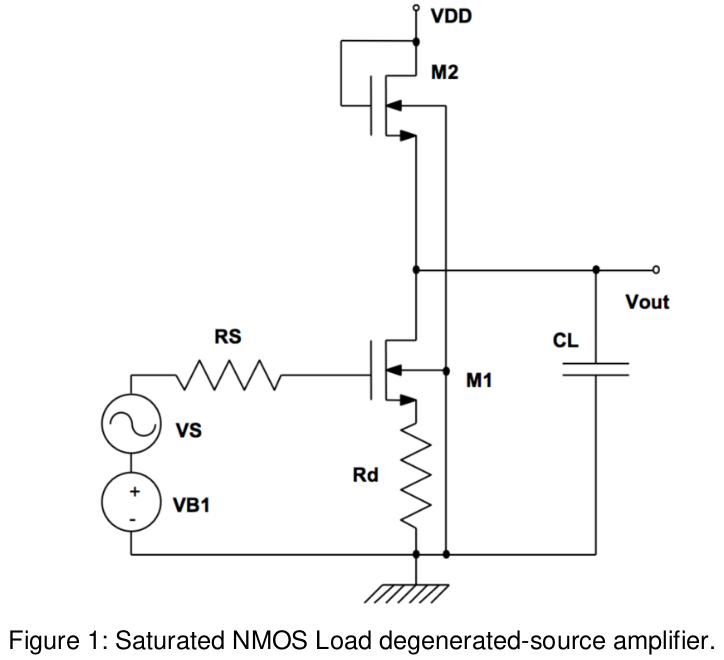 VDD
M2
Vout
RS
CL
M1
VS
Rd
+
VB1
-
Figure 1: Saturated NMOS Load degenerated-source amplifier.